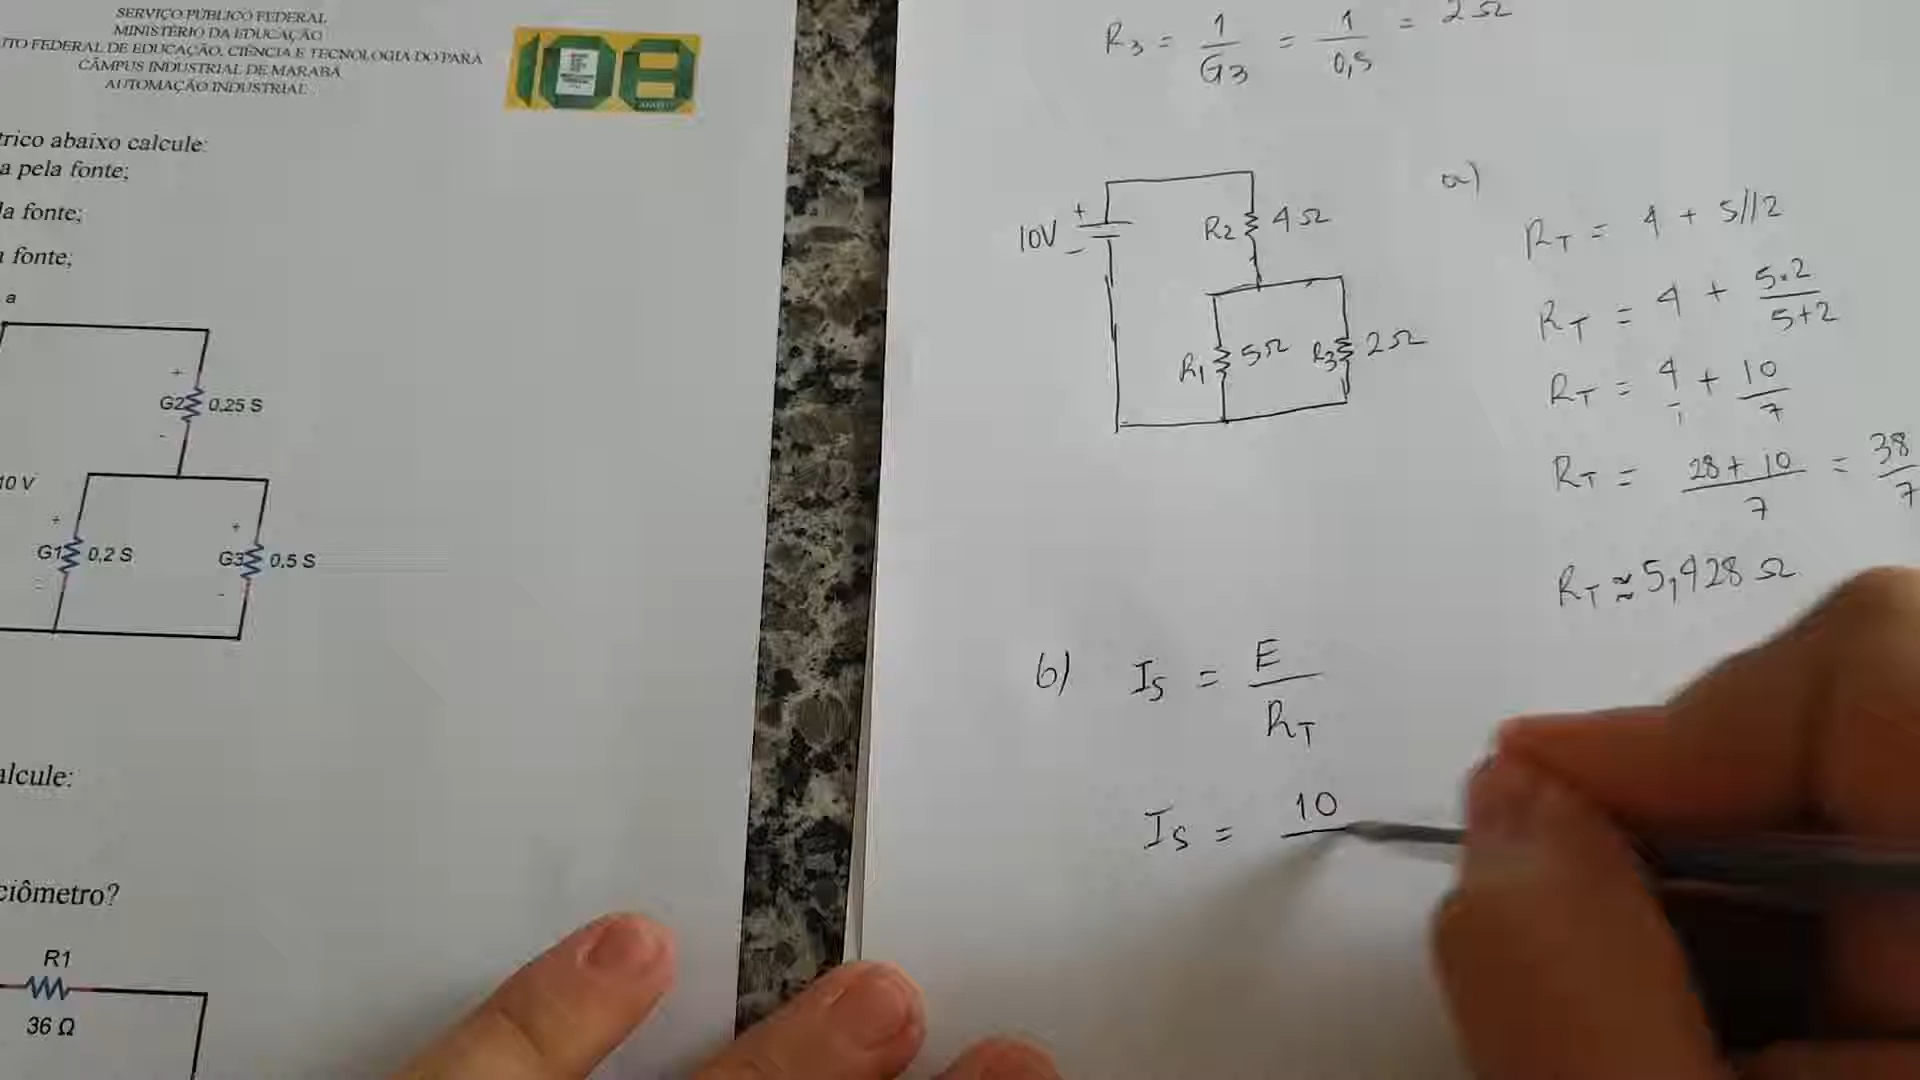 SERVIÇO PÚBLICO FEDERAL
MINISTÉRIO DA EDUCAÇÃO
UTO FEDERAL DE EDUCAÇÃO, CIÊNCIA E TECNOLOGIA DO PARÁ
CÂMPUS INDUSTRIAL DE MARABÁ
AUTOMAÇÃO INDUSTRIAL
108
trico abaixo calcule:
a pela fonte;
la fonte;
a fonte;
a
+
G2 0,25 S
-
10 V
+ +
G1 0,2 S G3 0,5 S
- -
alcule:
ciômetro?
R1
36 Ω
R3 = 1/G3 = 1/0,5 = 2Ω
10V + -
R2 4Ω
R1 5Ω R3 2Ω
a)
RT = 4 + 5//2
RT = 4 + 5.2/5+2
RT = 4/1 + 10/7
RT = 28+10/7 = 38/7
RT ≈ 5,428 Ω
b) IS = E/RT
IS = 10